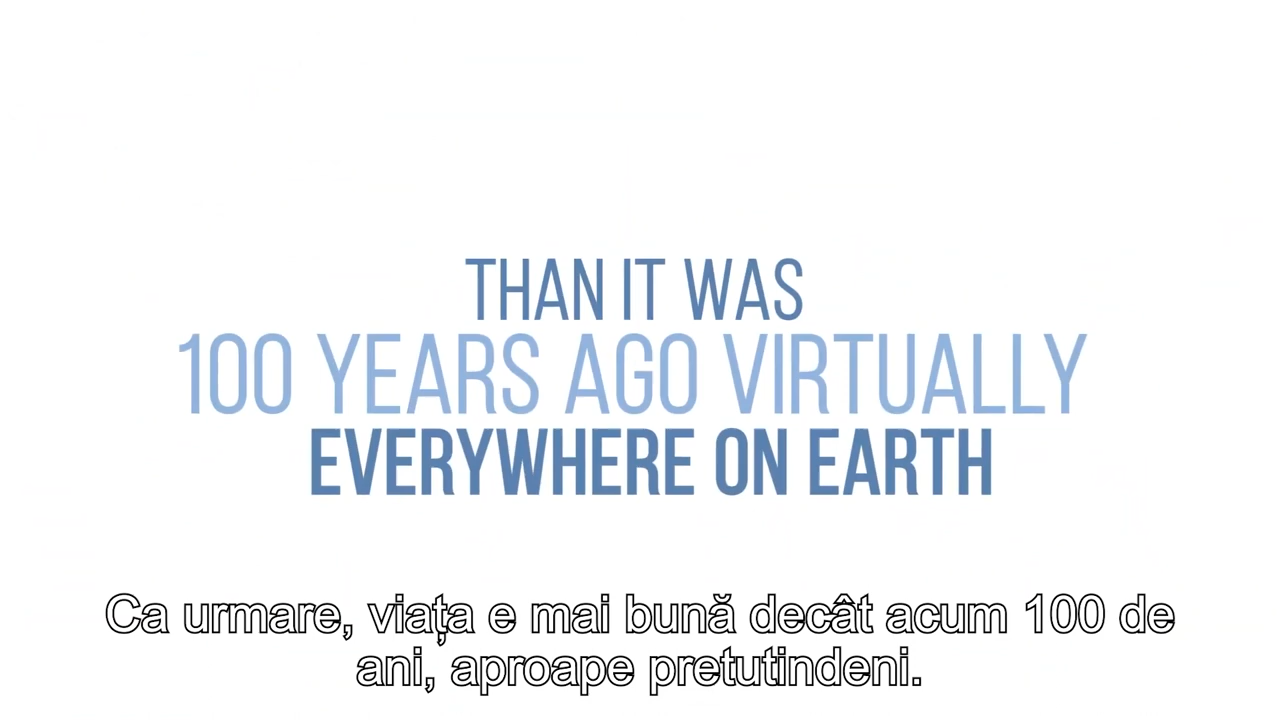 THAN IT WAS
100 YEARS AGO VIRTUALLY
EVERYWHERE ON EARTH
Ca urmare, viața e mai bună decât acum 100 de
ani, aproape pretutindeni.